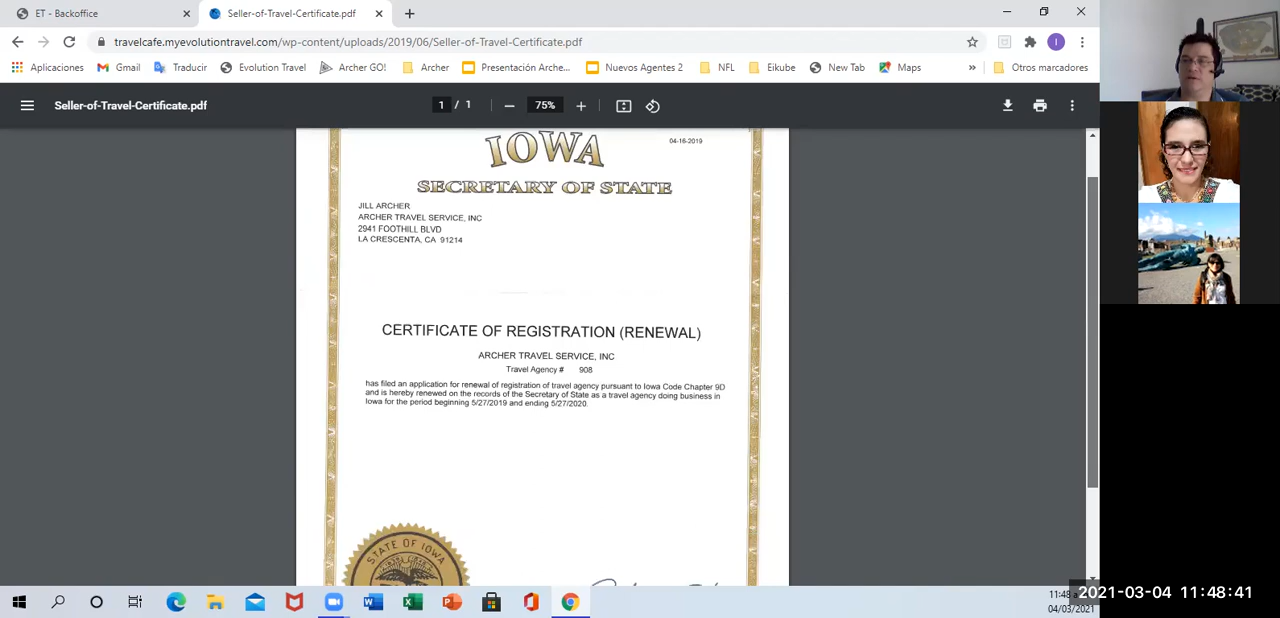 ET - Backoffice
Seller-of-Travel-Certificate.pdf
travelcafe.myevolutiontravel.com/wp-content/uploads/2019/06/Seller-of-Travel-Certificate.pdf
I
Aplicaciones Gmail Traducir Evolution Travel Archer GO! Archer Presentación Arche... Nuevos Agentes 2 NFL Eikube New Tab Maps » Otros marcadores
Seller-of-Travel-Certificate.pdf 1 / 1 75%
IOWA
04-16-2019
SECRETARY OF STATE
JILL ARCHER
ARCHER TRAVEL SERVICE, INC
2941 FOOTHILL BLVD
LA CRESCENTA, CA 91214
CERTIFICATE OF REGISTRATION (RENEWAL)
ARCHER TRAVEL SERVICE, INC
Travel Agency # 908
has filed an application for renewal of registration of travel agency pursuant to Iowa Code Chapter 9D
and is hereby renewed on the records of the Secretary of State as a travel agency doing business in
Iowa for the period beginning 5/27/2019 and ending 5/27/2020.
STATE OF IOWA
11:48 a
04/03/2021
2021-03-04 11:48:41